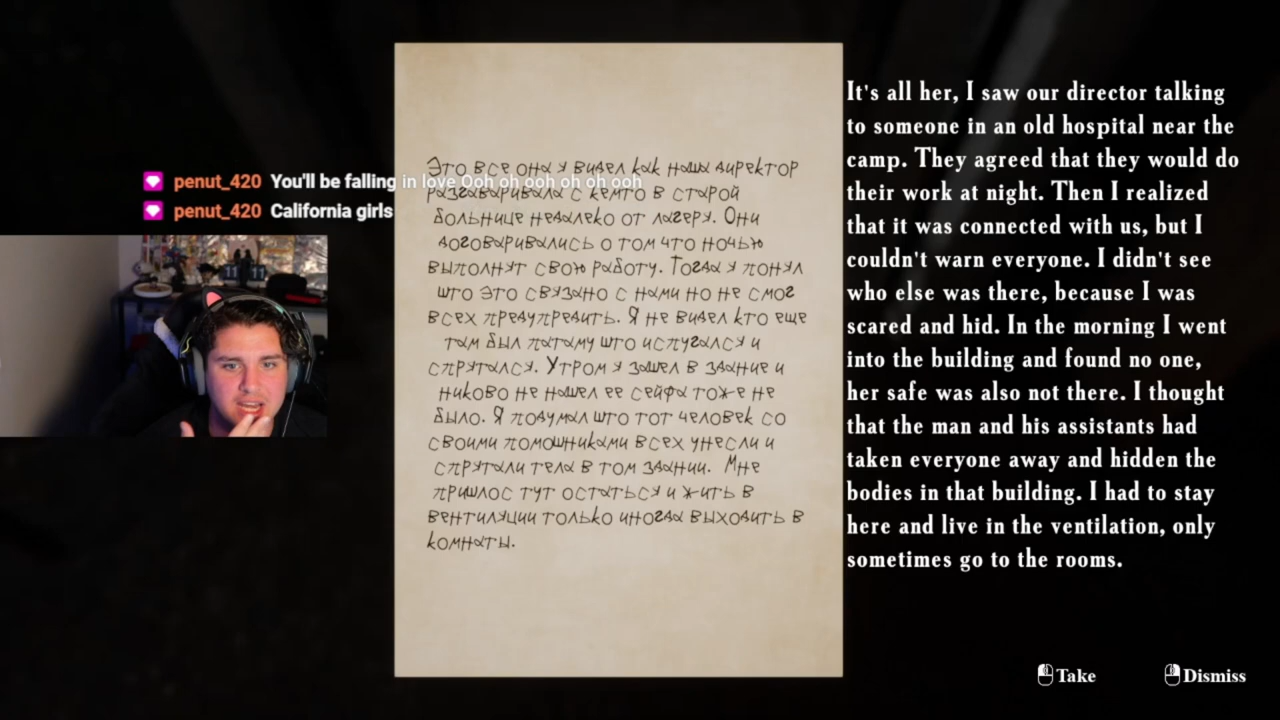 penut_420 You'll be falling in love Ooh oh ooh oh oh ooh
penut_420 California girls
11 11
Это все она я видел как наша директор
разгаваривала с кемто в старой
больнице недалеко от лагеря. Они
договаривались о том что ночью
выполнят свою работу. Тогда я понял
што это связано с нами но не смог
всех предупредить. Я не видел кто еще
там был патаму што испугался и
спрятался. Утром я зашел в здание и
никово не нашел ее сейфа тоже не
было. Я подумал што тот человек со
своими помошниками всех унесли и
спрятали тела в том здании. Мне
пришлос тут остаться и жить в
вентиляции только иногда выходить в
комнаты.
It's all her, I saw our director talking
to someone in an old hospital near the
camp. They agreed that they would do
their work at night. Then I realized
that it was connected with us, but I
couldn't warn everyone. I didn't see
who else was there, because I was
scared and hid. In the morning I went
into the building and found no one,
her safe was also not there. I thought
that the man and his assistants had
taken everyone away and hidden the
bodies in that building. I had to stay
here and live in the ventilation, only
sometimes go to the rooms.
Take
Dismiss